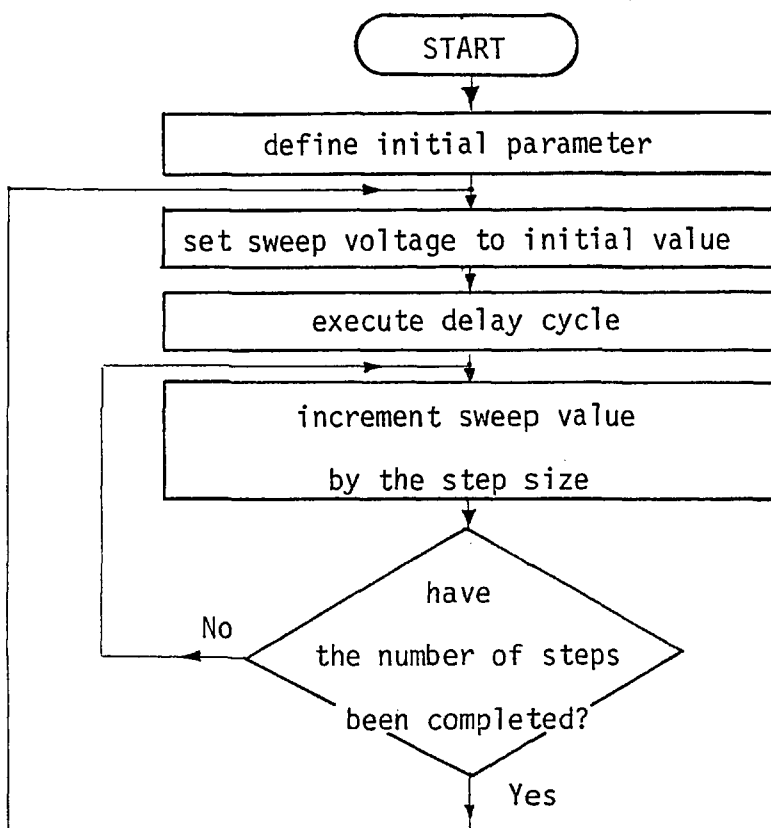 START
define initial parameter
set sweep voltage to initial value
execute delay cycle
increment sweep value
by the step size
have
No
the number of steps
been completed?
Yes